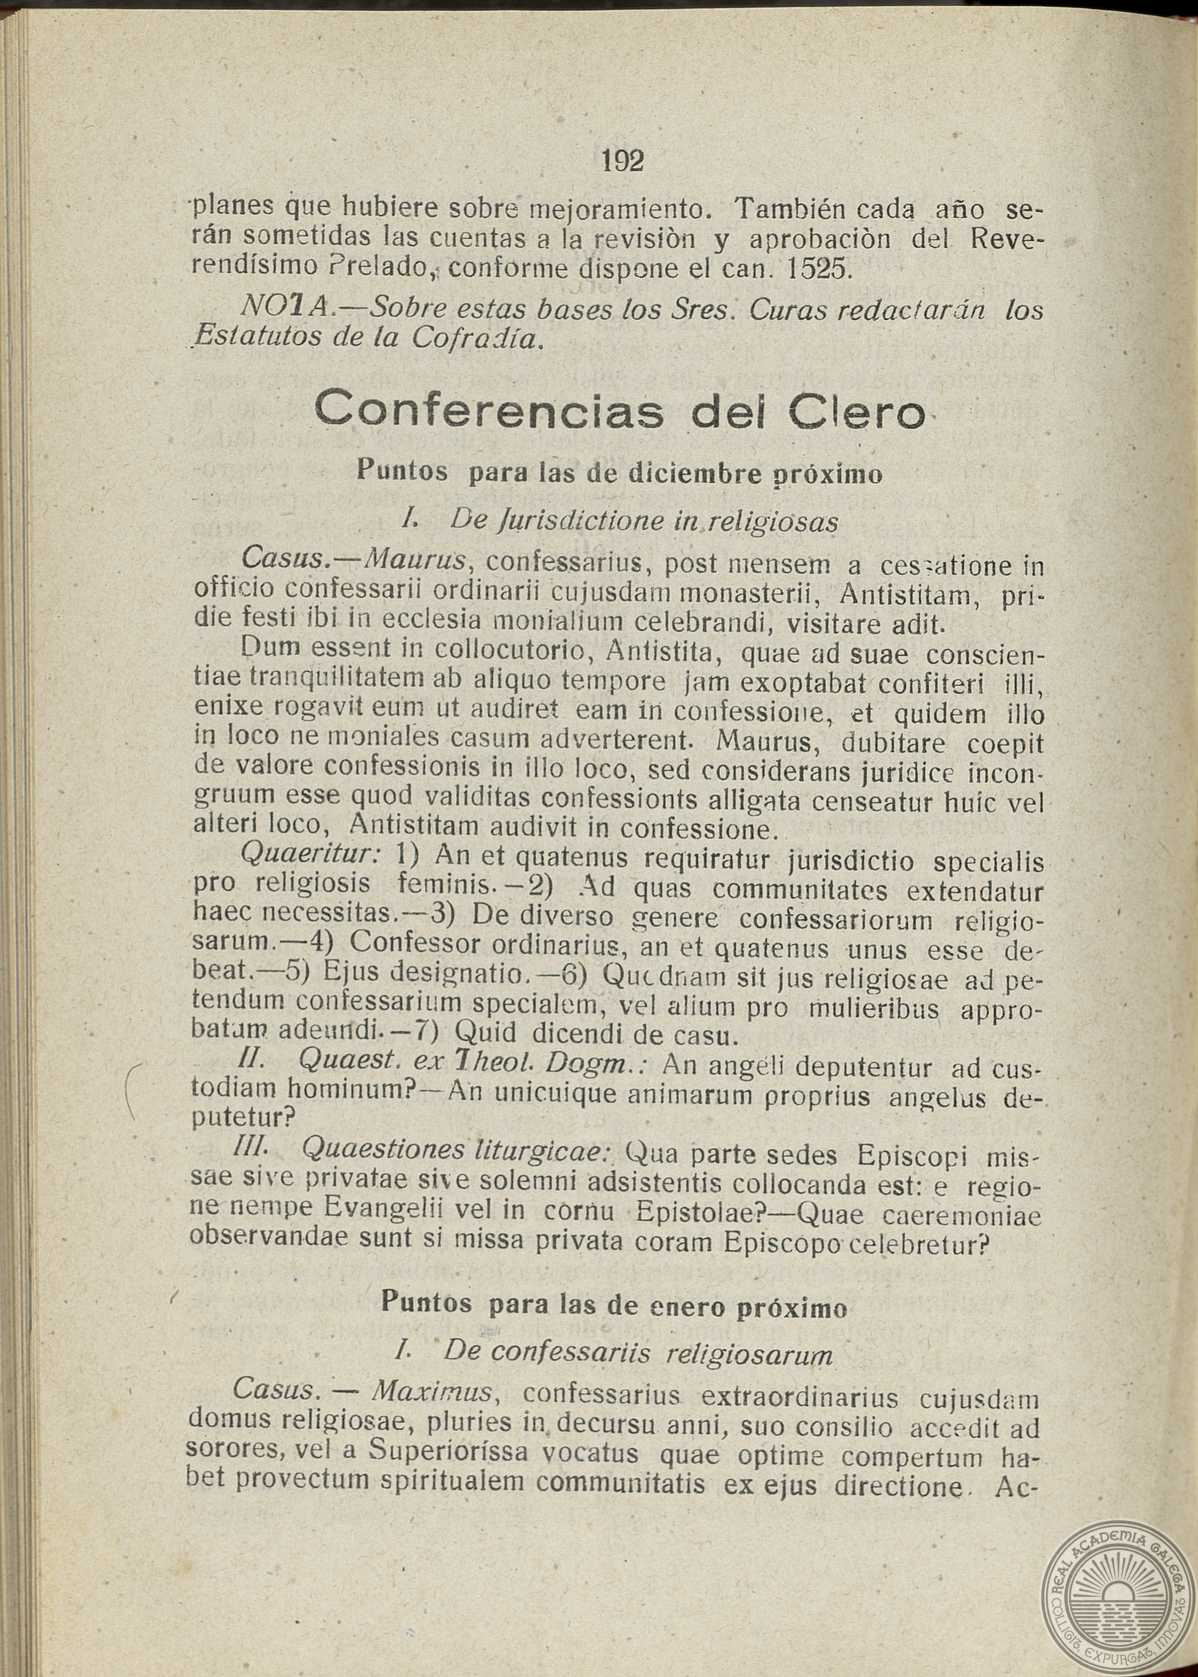 192
planes que hubiere sobre mejoramiento. También cada año se-
rán sometidas las cuentas a la revisiòn y aprobaciòn del Reve-
rendísimo Prelado, conforme dispone el can. 1525.
NOTA.—Sobre estas bases los Sres. Curas redactarán los
Estatutos de la Cofradía.
Conferencias del Clero
Puntos para las de diciembre próximo
I. De Jurisdictione in religiosas
Casus.—Maurus, confessarius, post mensem a cessatione in
officio confessarii ordinarii cujusdam monasterii, Antistitam, pri-
die festi ibi in ecclesia monialium celebrandi, visitare adit.
Dum essent in collocutorio, Antistita, quae ad suae conscien-
tiae tranquilitatem ab aliquo tempore jam exoptabat confiteri illi,
enixe rogavit eum ut audiret eam in confessione, et quidem illo
in loco ne moniales casum adverterent. Maurus, dubitare coepit
de valore confessionis in illo loco, sed considerans juridice incon-
gruum esse quod validitas confessionts alligata censeatur huic vel
alteri loco, Antistitam audivit in confessione.
Quaeritur: 1) An et quatenus requiratur jurisdictio specialis
pro religiosis feminis.—2) Ad quas communitates extendatur
haec necessitas.—3) De diverso genere confessariorum religio-
sarum.—4) Confessor ordinarius, an et quatenus unus esse de-
beat.—5) Ejus designatio.—6) Quodnam sit jus religiosae ad pe-
tendum confessarium specialem, vel alium pro mulieribus appro-
batum adeundi.—7) Quid dicendi de casu.
II. Quaest. ex Theol. Dogm.: An angeli deputentur ad cus-
todiam hominum?—An unicuique animarum proprius angelus de-
putetur?
III. Quaestiones liturgicae: Qua parte sedes Episcopi mis-
sae sive privatae sive solemni adsistentis collocanda est: e regio-
ne nempe Evangelii vel in cornu Epistolae?—Quae caeremoniae
observandae sunt si missa privata coram Episcopo celebretur?
Puntos para las de enero próximo
I. De confessariis religiosarum
Casus.—Maximus, confessarius extraordinarius cujusdam
domus religiosae, pluries in decursu anni, suo consilio accedit ad
sorores, vel a Superiorissa vocatus quae optime compertum ha-
bet provectum spiritualem communitatis ex ejus directione. Ac-
REAL ACADEMIA GALEGA
COLLIGIT, EXPURGAT, INNOVAT